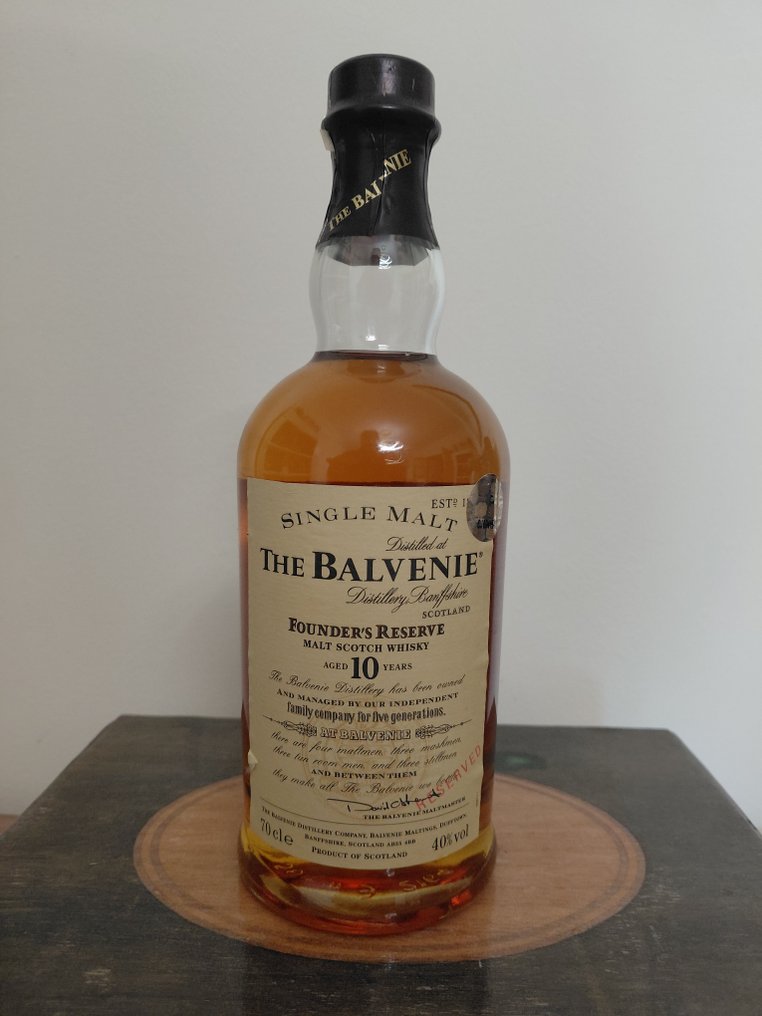 THE BALVENIE
ESTD 1
SINGLE MALT
Distilled at
THE BALVENIE®
Distillery, Banffshire
SCOTLAND
FOUNDER'S RESERVE
MALT SCOTCH WHISKY
AGED 10 YEARS
The Balvenie Distillery has been owned
AND MANAGED BY OUR INDEPENDENT
family company for five generations.
AT BALVENIE
there are four maltmen, three mashmen,
three tun room men, and three stillmen
AND BETWEEN THEM
they make all The Balvenie we
RESERVED
THE BALVENIE MALTMASTER
THE BALVENIE DISTILLERY COMPANY, BALVENIE MALTINGS, DUFFTOWN,
BANFFSHIRE, SCOTLAND AB55 4BB
70 cl e
40% vol
PRODUCT OF SCOTLAND